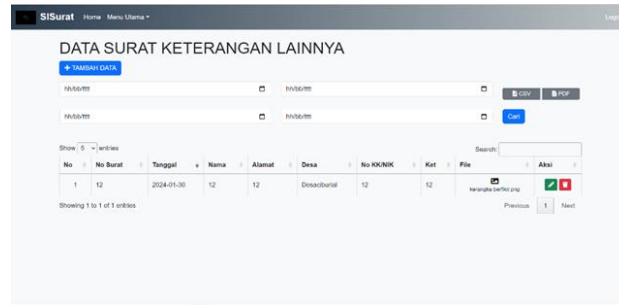 SISurat Home Menu Utama
DATA SURAT KETERANGAN LAINNYA
+ TAMBAH DATA
hh/bb/tttt hh/bb/tttt CSV PDF
hh/bb/tttt hh/bb/tttt Cari
Show 5 entries Search:
No No Surat Tanggal Nama Alamat Desa No KK/NIK Ket File Aksi
1 12 2024-01-30 12 12 12 12
kerangka berfikir.png
Showing 1 to 1 of 1 entries Previous 1 Next